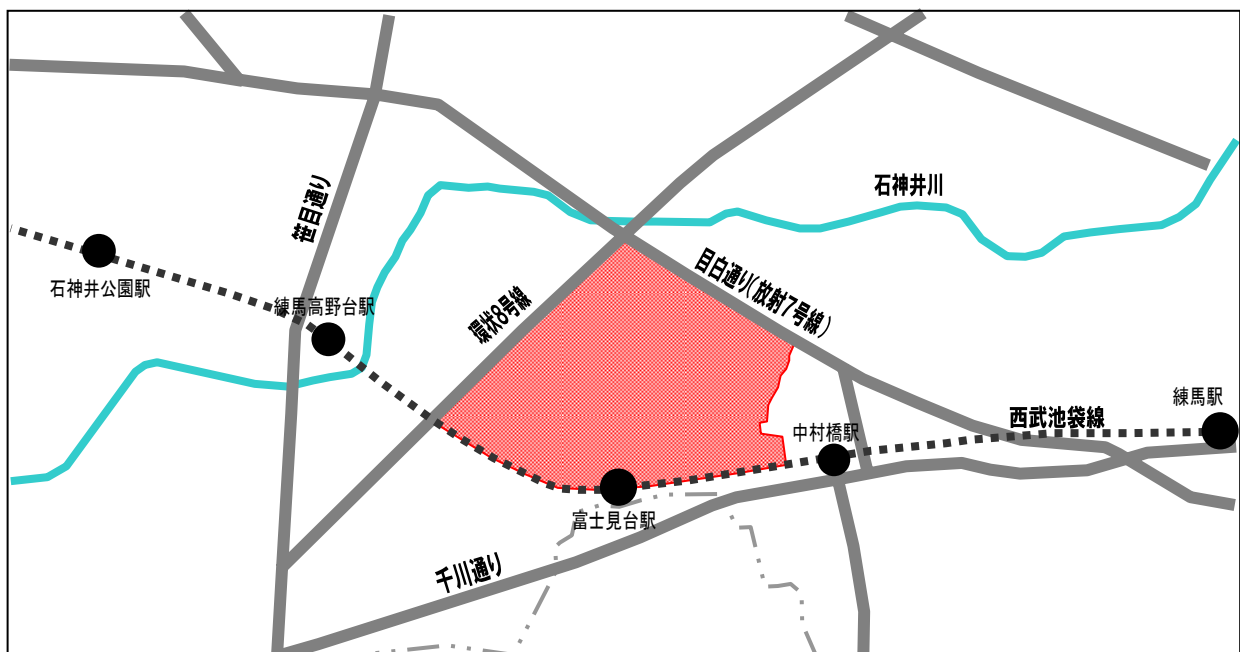 石神井川
笹目通り
石神井公園駅
練馬高野台駅
環状8号線
目白通り(放射7号線)
練馬駅
西武池袋線
中村橋駅
富士見台駅
千川通り